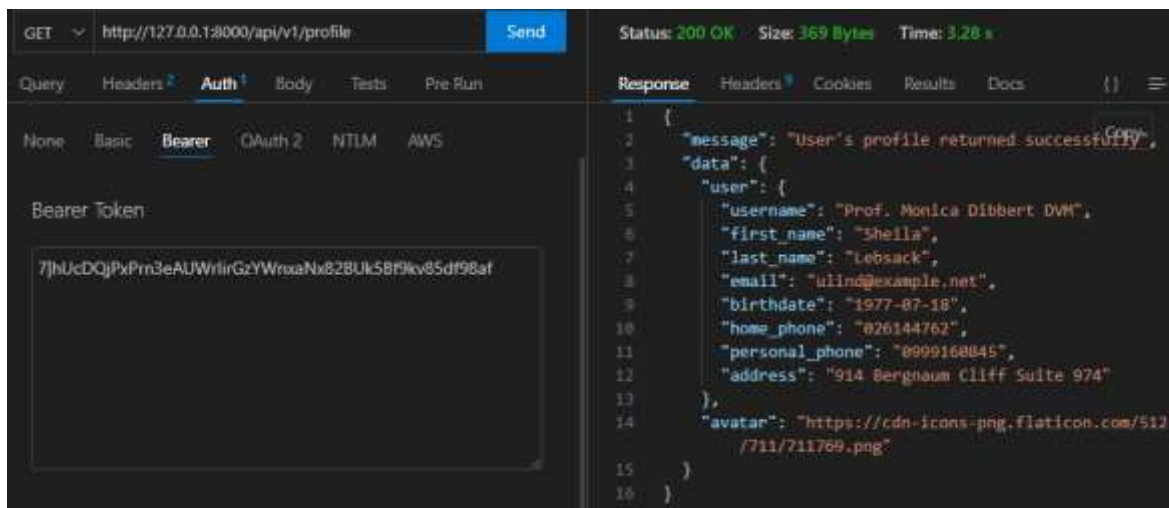 GET http://127.0.0.1:8000/api/v1/profile Send
Query Headers 2 Auth 1 Body Tests Pre Run
None Basic Bearer OAuth 2 NTLM AWS
Bearer Token
Status: 200 OK Size: 369 Bytes Time: 3.28 s
Response Headers 9 Cookies Results Docs {}
Copy
1 {
2 "message": "User's profile returned successfully",
3 "data": {
4 "user": {
5 "username": "Prof. Monica Dibbert DVM",
6 "first_name": "Sheila",
7 "last_name": "Lebsack",
8 "email": "ulind@example.net",
9 "birthdate": "1977-07-18",
10 "home_phone": "026144762",
11 "personal_phone": "0999160845",
12 "address": "914 Bergnaum Cliff Suite 974"
13 },
14 "avatar": "https://cdn-icons-png.flaticon.com/512
/711/711769.png"
15 }
16 }